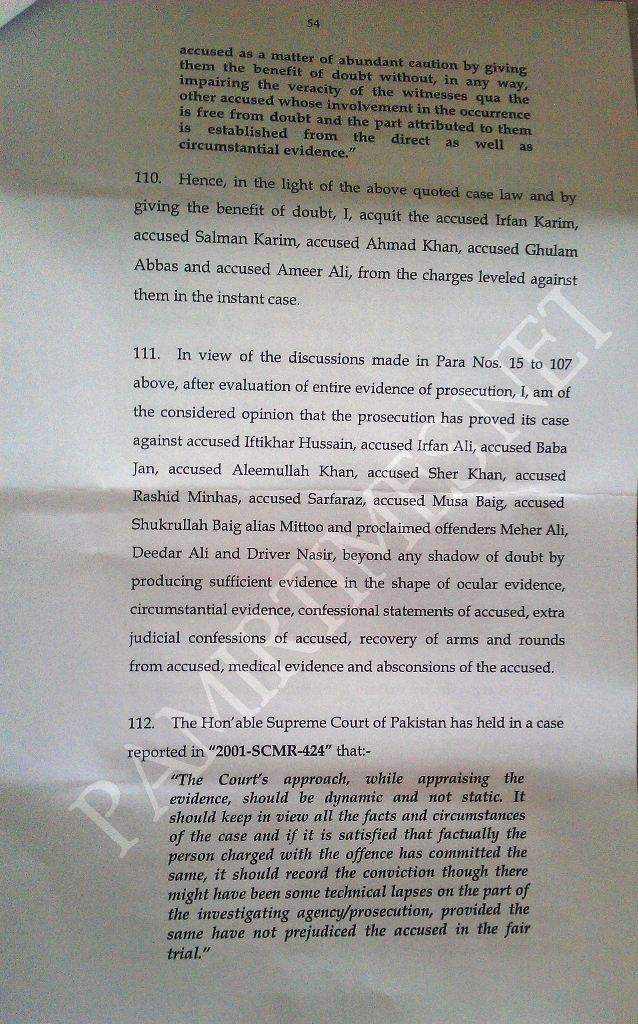 54
accused as a matter of abundant caution by giving
them the benefit of doubt without, in any way,
impairing the veracity of the witnesses qua the
other accused whose involvement in the occurrence
is free from doubt and the part attributed to them
is established from the direct as well as
circumstantial evidence."
110. Hence, in the light of the above quoted case law and by
giving the benefit of doubt, I, acquit the accused Irfan Karim,
accused Salman Karim, accused Ahmad Khan, accused Ghulam
Abbas and accused Ameer Ali, from the charges leveled against
them in the instant case.
111. In view of the discussions made in Para Nos. 15 to 107
above, after evaluation of entire evidence of prosecution, I, am of
the considered opinion that the prosecution has proved its case
against accused Iftikhar Hussain, accused Irfan Ali, accused Baba
Jan, accused Aleemullah Khan, accused Sher Khan, accused
Rashid Minhas, accused Sarfaraz, accused Musa Baig, accused
Shukrullah Baig alias Mittoo and proclaimed offenders Meher Ali,
Deedar Ali and Driver Nasir, beyond any shadow of doubt by
producing sufficient evidence in the shape of ocular evidence,
circumstantial evidence, confessional statements of accused, extra
judicial confessions of accused, recovery of arms and rounds
from accused, medical evidence and absconsions of the accused.
112. The Hon'able Supreme Court of Pakistan has held in a case
reported in "2001-SCMR-424" that:-
"The Court's approach, while appraising the
evidence, should be dynamic and not static. It
should keep in view all the facts and circumstances
of the case and if it is satisfied that factually the
person charged with the offence has committed the
same, it should record the conviction though there
might have been some technical lapses on the part of
the investigating agency/prosecution, provided the
same have not prejudiced the accused in the fair
trial."
PAMIRTIMES.NET